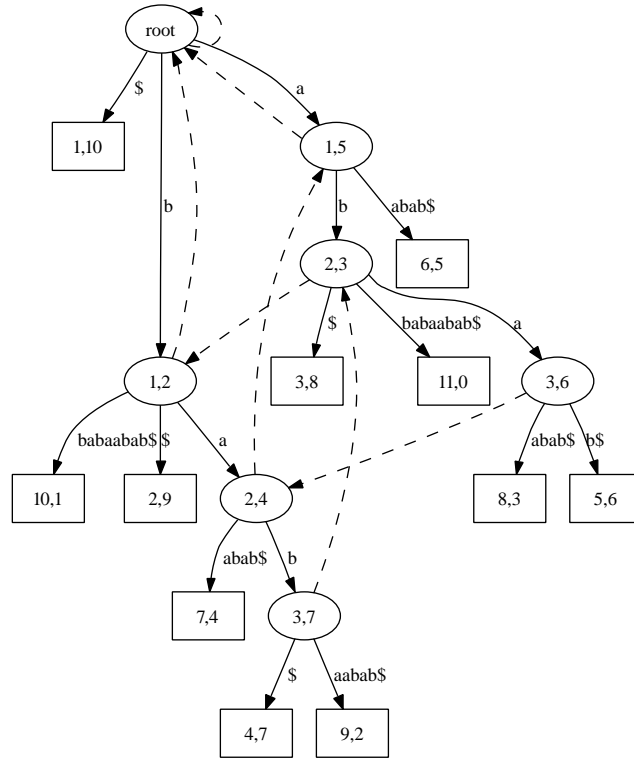 root
$
a
1,10
1,5
b
b
abab$
2,3
6,5
$
babaabab$
a
1,2
3,8
11,0
3,6
babaabab$
$
a
abab$
b$
10,1
2,9
2,4
8,3
5,6
abab$
b
7,4
3,7
$
aabab$
4,7
9,2